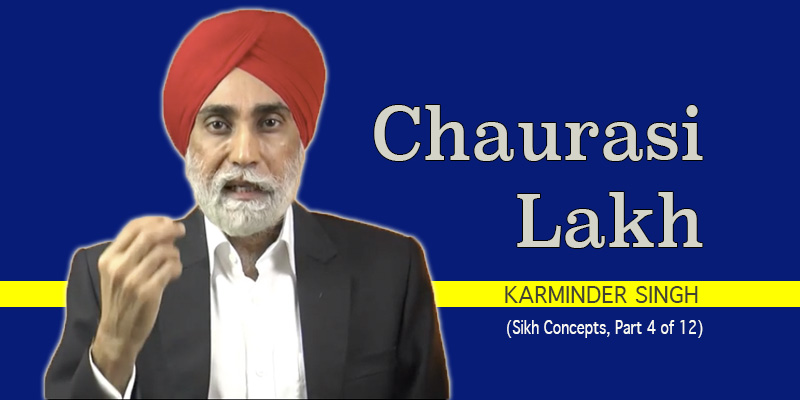 Chaurasi
Lakh
KARMINDER SINGH
(Sikh Concepts, Part 4 of 12)